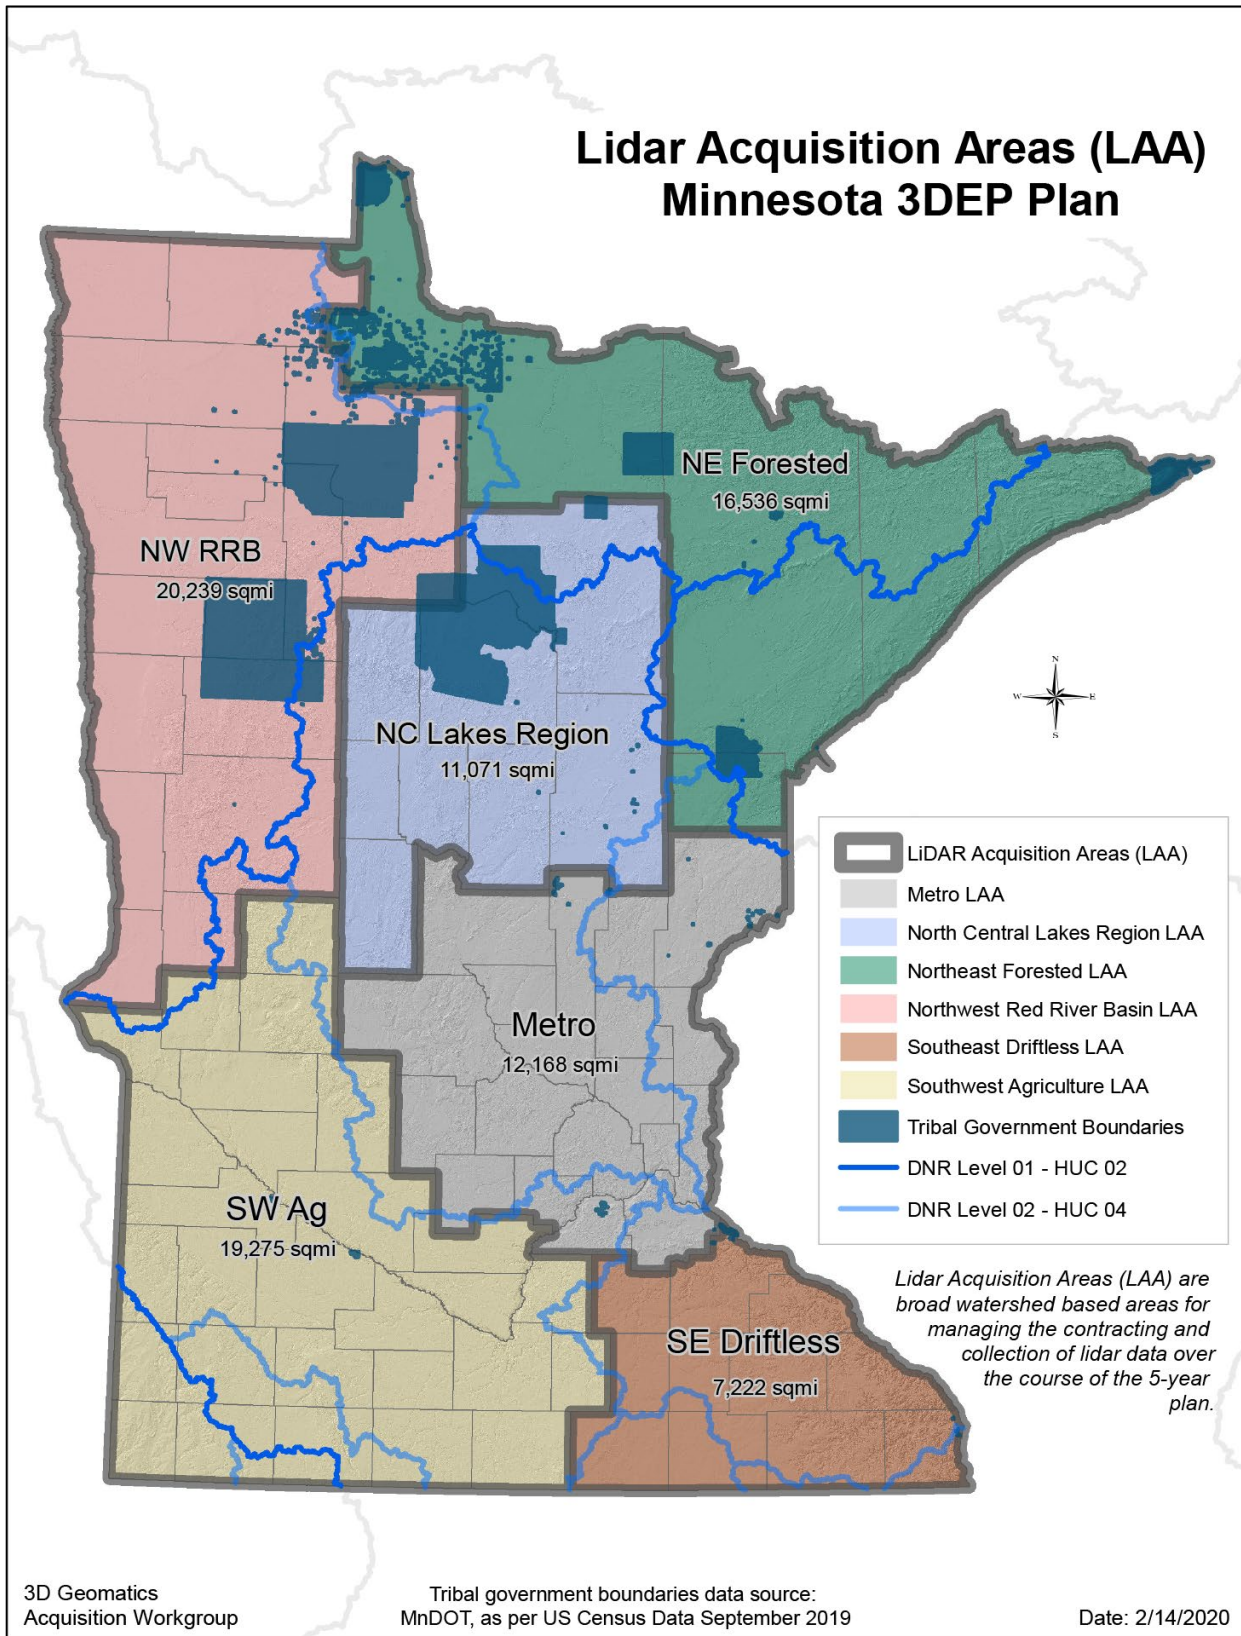 Lidar Acquisition Areas (LAA)
Minnesota 3DEP Plan
NE Forested
16,536 sqmi
NW RRB
20,239 sqmi
N
W E
S
NC Lakes Region
11,071 sqmi
LiDAR Acquisition Areas (LAA)
Metro LAA
North Central Lakes Region LAA
Northeast Forested LAA
Northwest Red River Basin LAA
Southeast Driftless LAA
Southwest Agriculture LAA
Tribal Government Boundaries
DNR Level 01 - HUC 02
DNR Level 02 - HUC 04
Metro
12,168 sqmi
SW Ag
19,275 sqmi
Lidar Acquisition Areas (LAA) are
broad watershed based areas for
managing the contracting and
collection of lidar data over
the course of the 5-year
plan.
SE Driftless
7,222 sqmi
3D Geomatics
Acquisition Workgroup
Tribal government boundaries data source:
MnDOT, as per US Census Data September 2019
Date: 2/14/2020